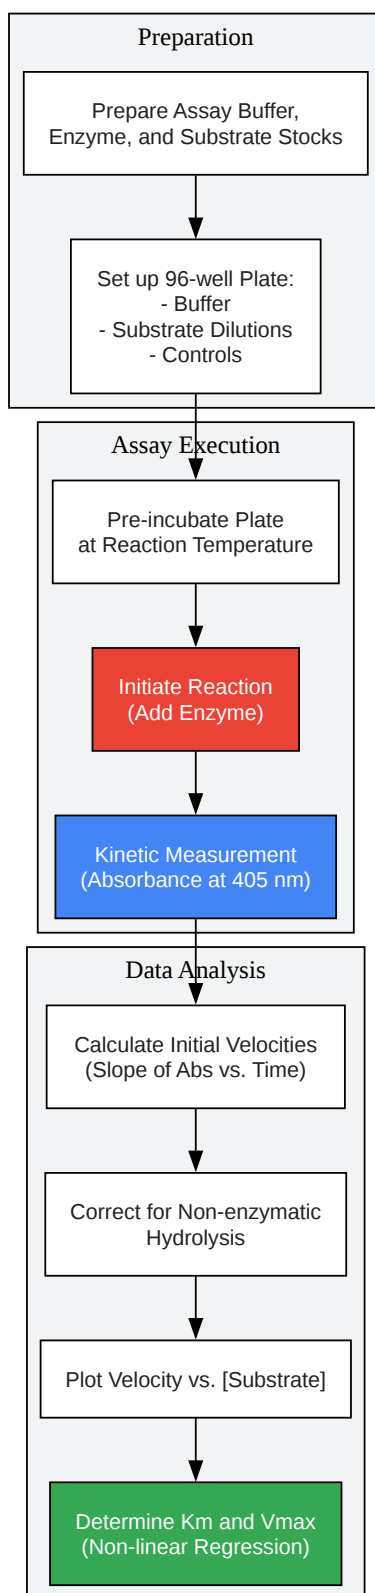 Preparation
Prepare Assay Buffer,
Enzyme, and Substrate Stocks
Set up 96-well Plate:
- Buffer
- Substrate Dilutions
- Controls
Assay Execution
Pre-incubate Plate
at Reaction Temperature
Initiate Reaction
(Add Enzyme)
Kinetic Measurement
(Absorbance at 405 nm)
Data Analysis
Calculate Initial Velocities
(Slope of Abs vs. Time)
Correct for Non-enzymatic
Hydrolysis
Plot Velocity vs. [Substrate]
Determine Km and Vmax
(Non-linear Regression)